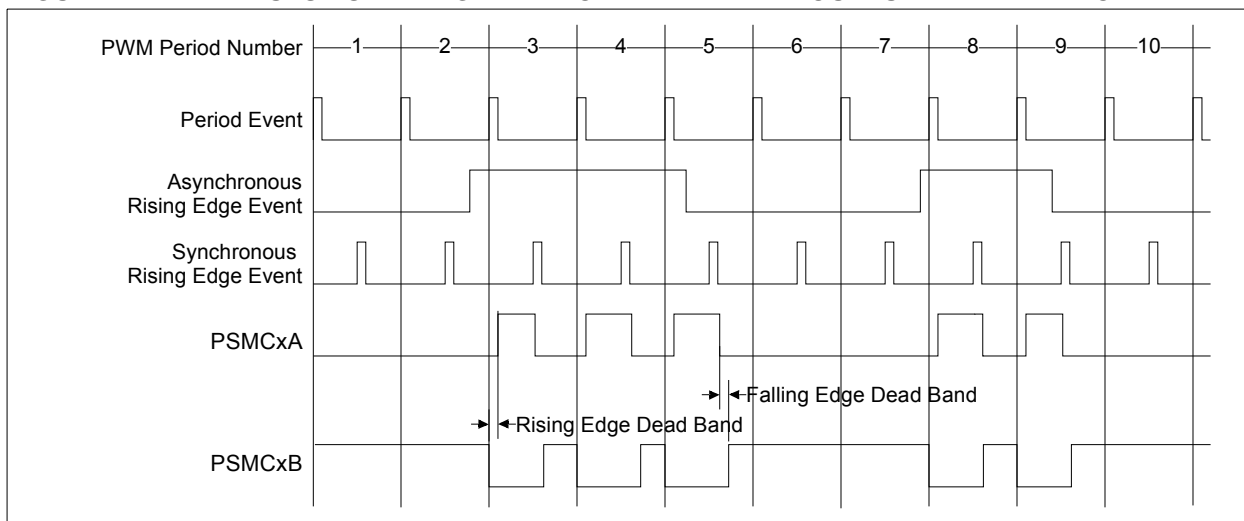 PWM Period Number
1 2 3 4 5 6 7 8 9 10
Period Event
Asynchronous
Rising Edge Event
Synchronous
Rising Edge Event
PSMCxA
Falling Edge Dead Band
Rising Edge Dead Band
PSMCxB